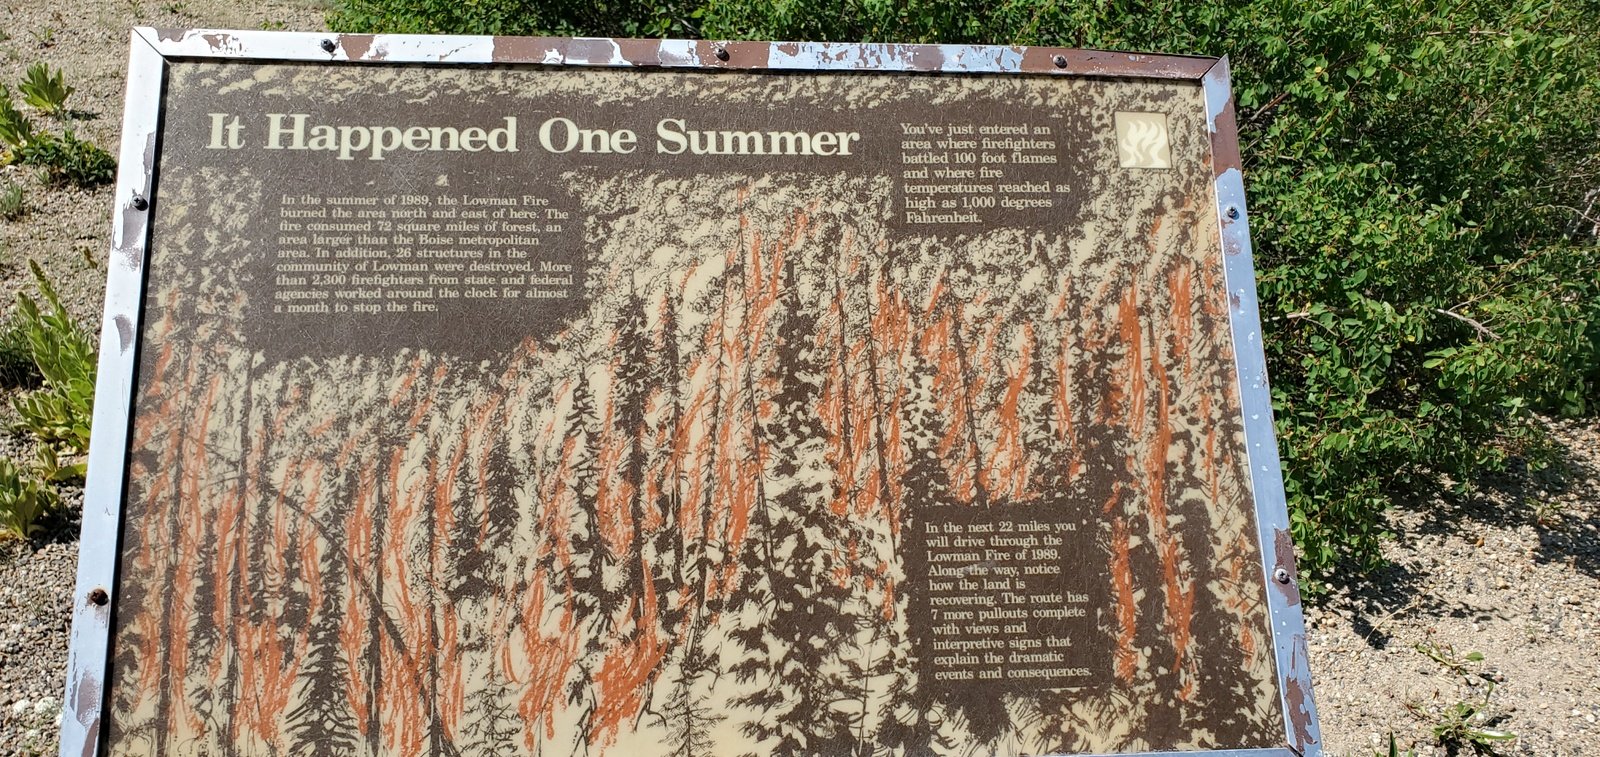 It Happened One Summer
In the summer of 1989, the Lowman Fire
burned the area north and east of here. The
fire consumed 72 square miles of forest, an
area larger than the Boise metropolitan
area. In addition, 26 structures in the
community of Lowman were destroyed. More
than 2,300 firefighters from state and federal
agencies worked around the clock for almost
a month to stop the fire.
You've just entered an
area where firefighters
battled 100 foot flames
and where fire
temperatures reached as
high as 1,000 degrees
Fahrenheit.
In the next 22 miles you
will drive through the
Lowman Fire of 1989.
Along the way, notice
how the land is
recovering. The route has
7 more pullouts complete
with views and
interpretive signs that
explain the dramatic
events and consequences.